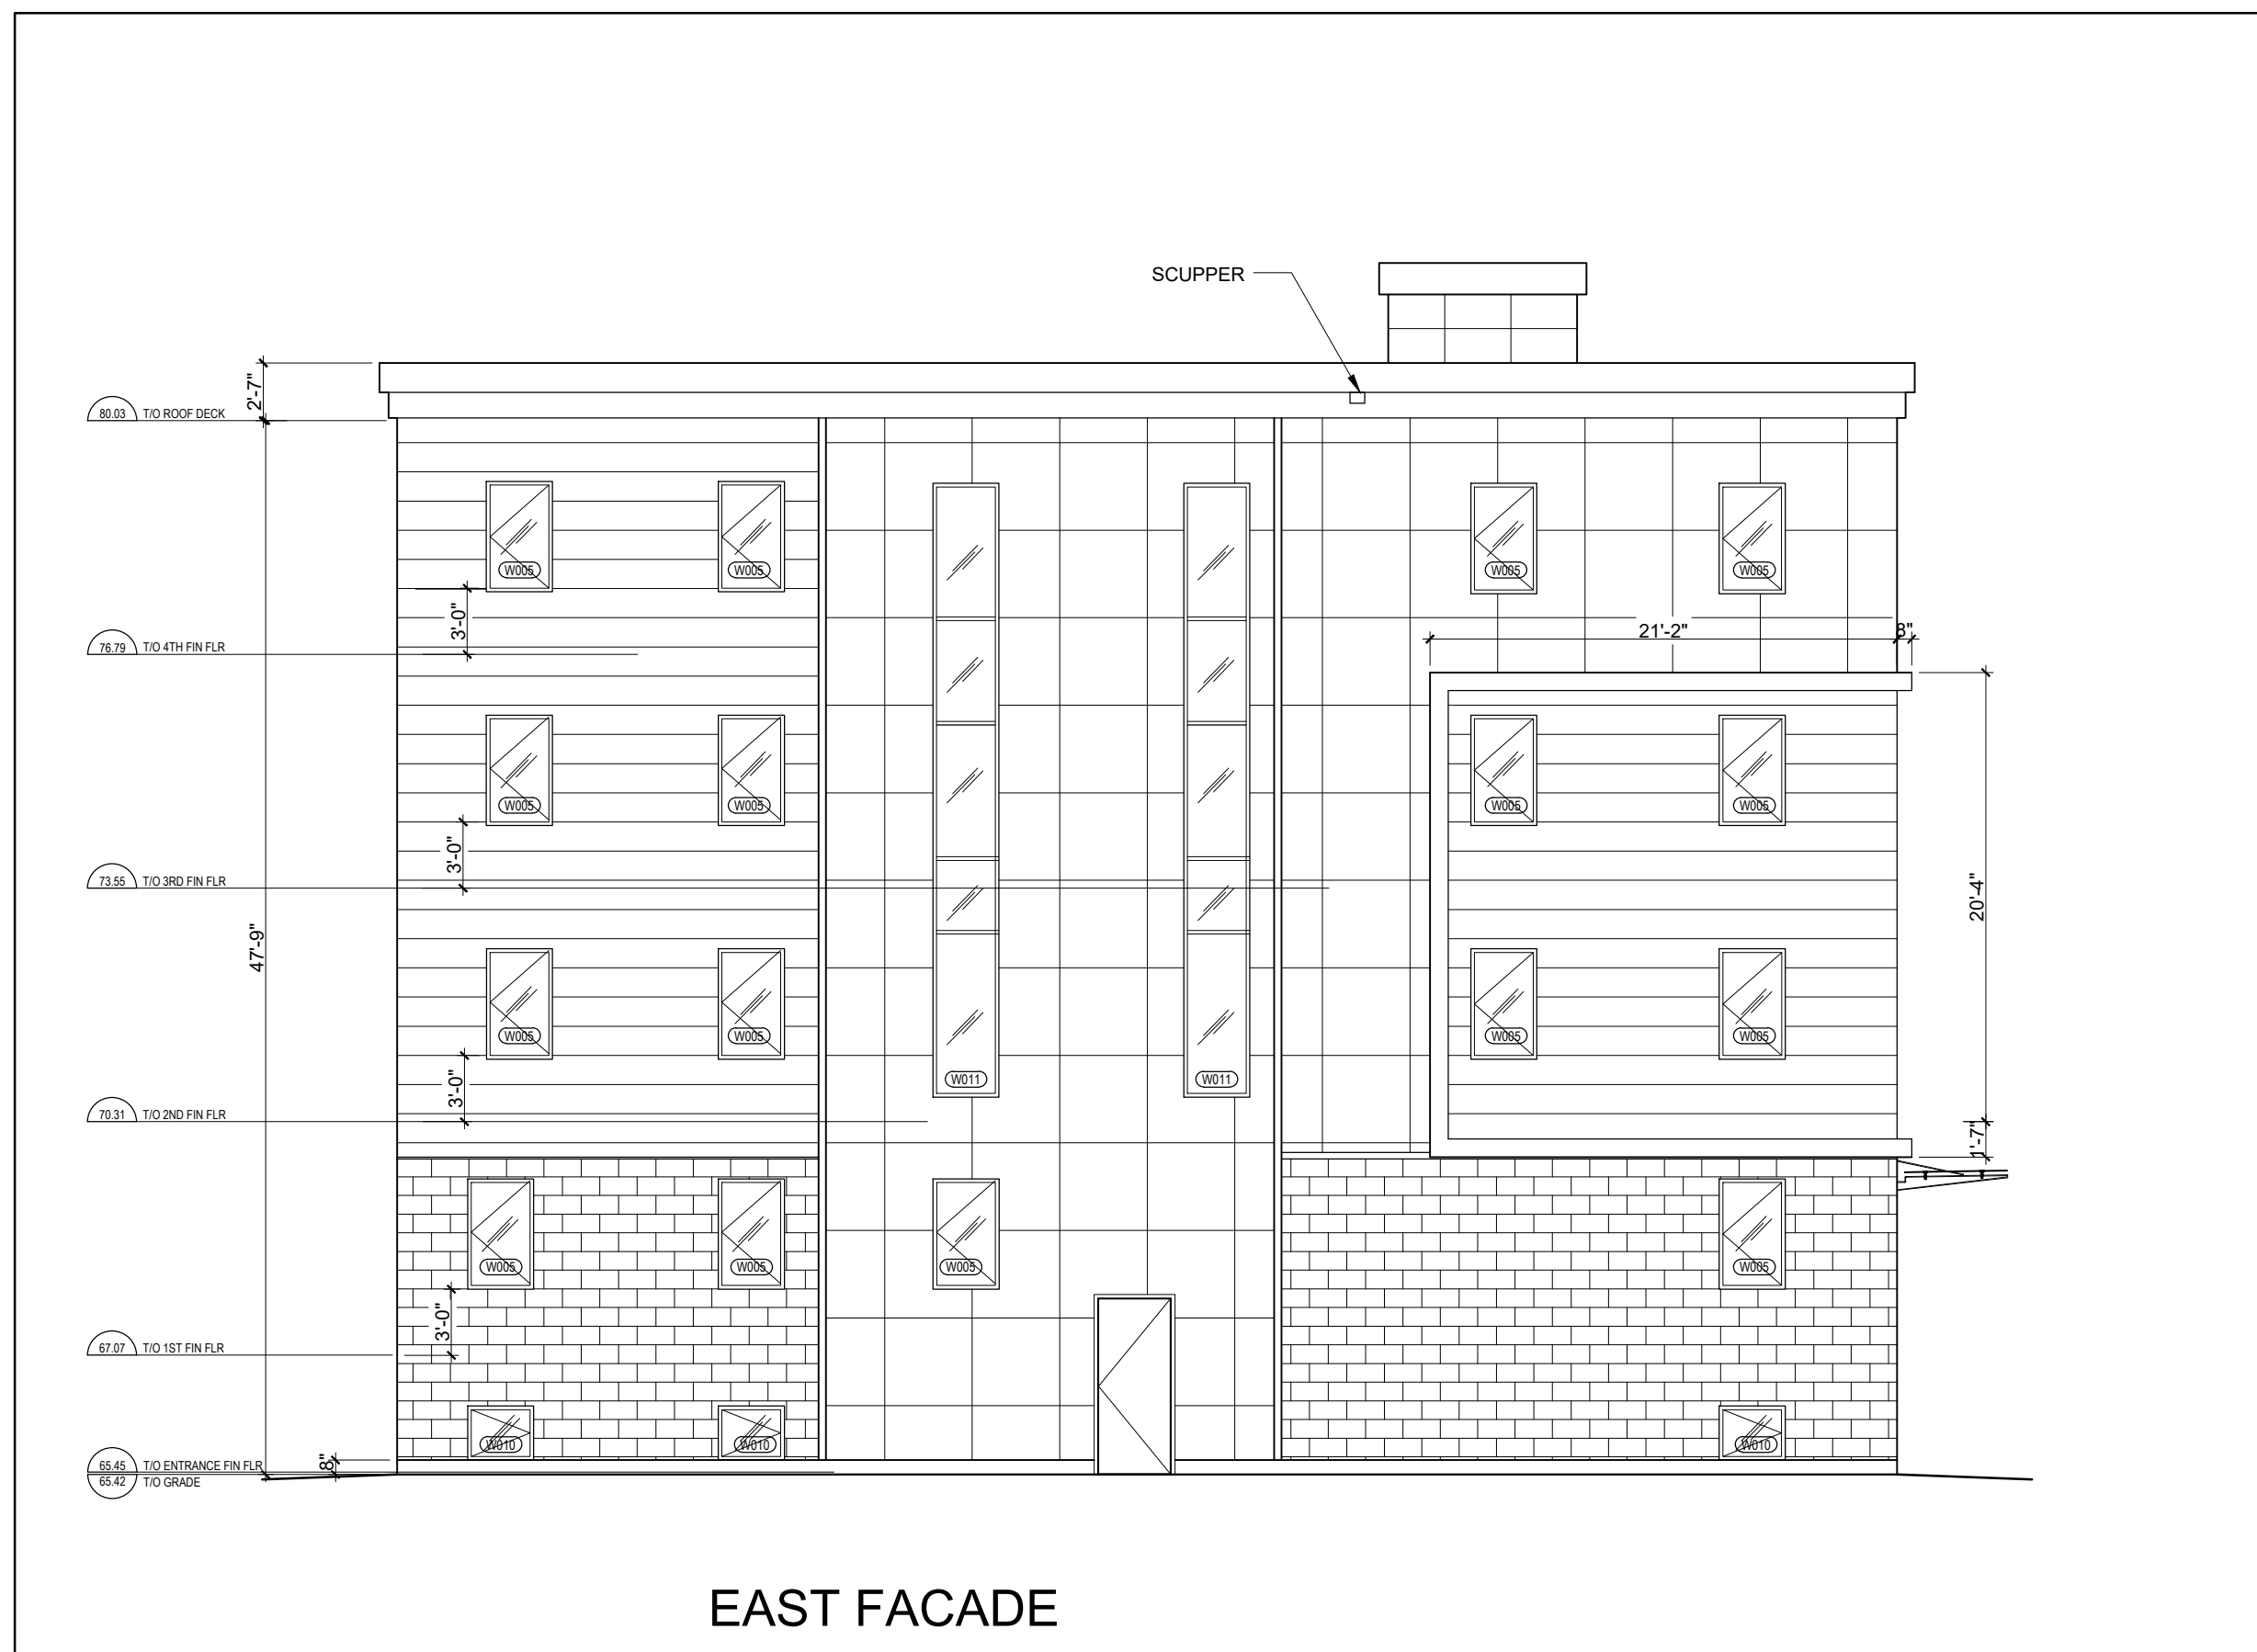 SCUPPER
2'-7"
80.03 T/O ROOF DECK
W005 W005 W005 W005
3'-0"
21'-2" 8"
76.79 T/O 4TH FIN FLR
W005 W005 W005 W005
3'-0"
73.55 T/O 3RD FIN FLR
20'-4"
47'-9"
W005 W005 W005 W005
3'-0"
W011 W011
70.31 T/O 2ND FIN FLR
1'-7"
W005 W005 W005 W005
3'-0"
67.07 T/O 1ST FIN FLR
W010 W010 W010
65.45 T/O ENTRANCE FIN FLR
8"
65.42 T/O GRADE
EAST FACADE